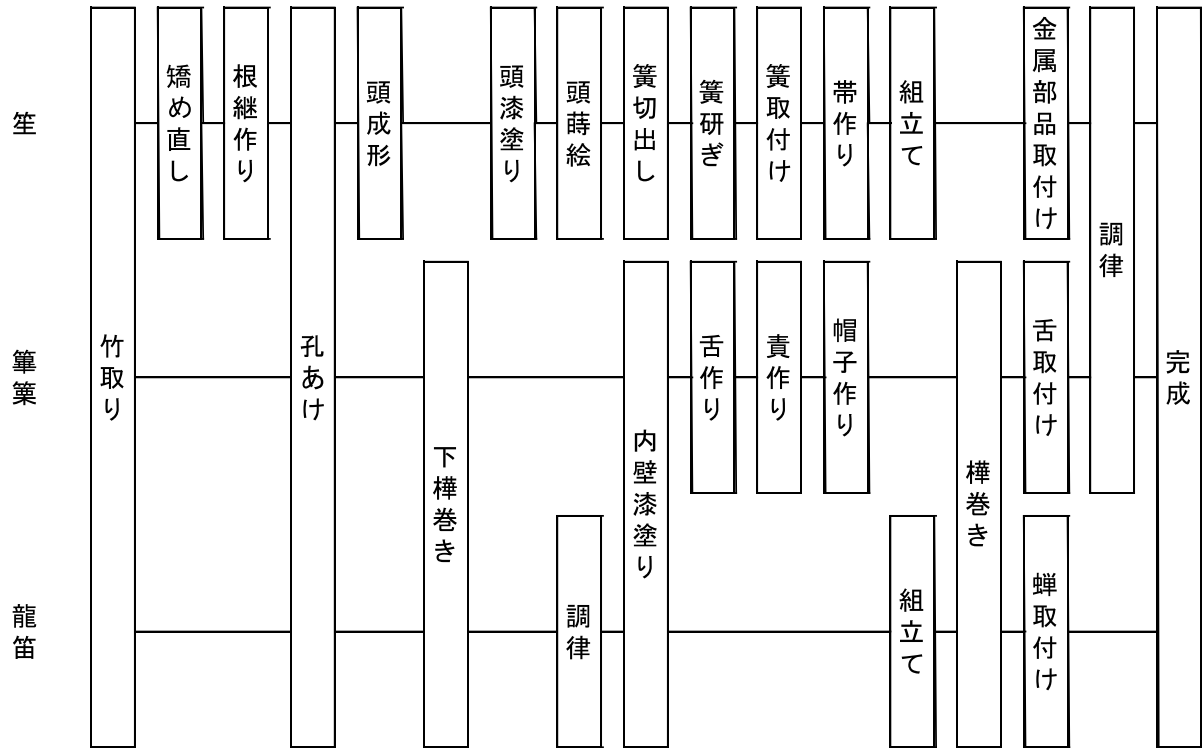 笙
篳篥
龍笛
竹取り
矯め直し
根継作り
孔あけ
頭成形
下樺巻き
頭漆塗り
頭蒔絵
調律
簧切出し
内壁漆塗り
簧研ぎ
舌作り
簧取付け
責作り
帯作り
帽子作り
組立て
組立て
樺巻き
金属部品取付け
舌取付け
蝉取付け
調律
完成